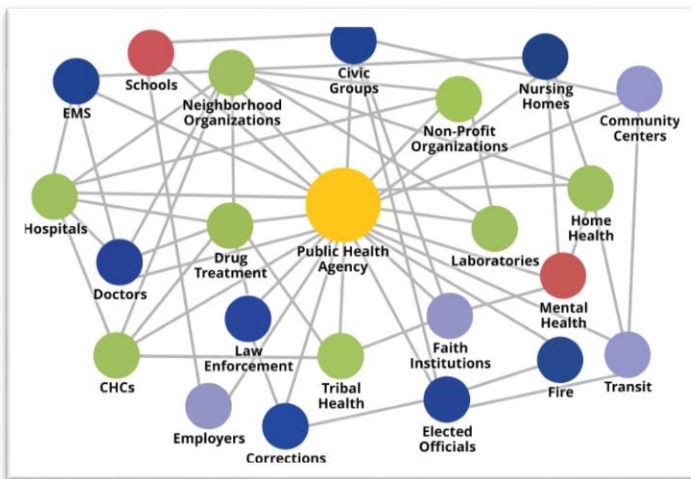 Schools
Civic
Groups
EMS
Neighborhood
Organizations
Nursing
Homes
Non-Profit
Organizations
Community
Centers
Hospitals
Drug
Treatment
Public Health
Agency
Laboratories
Home
Health
Doctors
Law
Enforcement
Faith
Institutions
Mental
Health
CHCs
Tribal
Health
Fire
Transit
Employers
Corrections
Elected
Officials